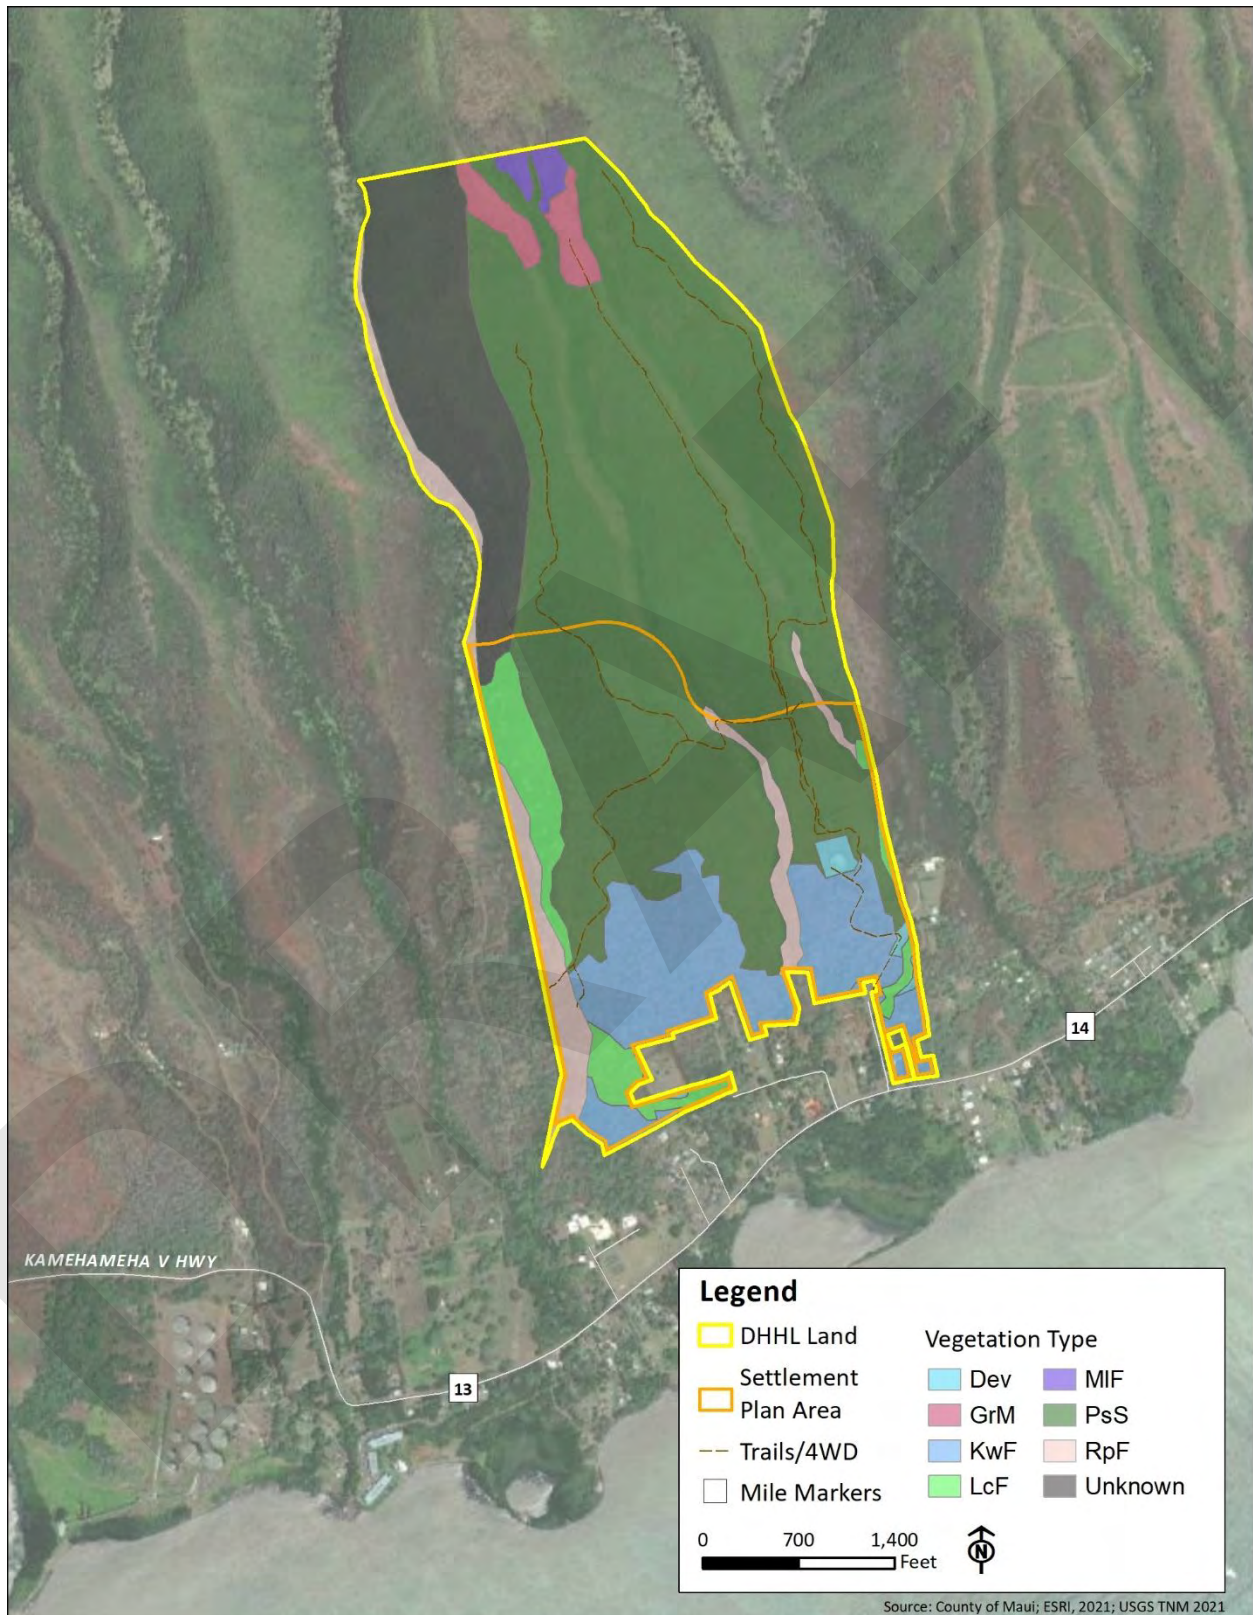 14
KAMEHAMEHA V HWY
13
Legend
DHHL Land
Settlement
Plan Area
Trails/4WD
Mile Markers
Vegetation Type
Dev
GrM
KwF
LcF
MIF
PsS
RpF
Unknown
0 700 1,400
Feet
N
Source: County of Maui; ESRI, 2021; USGS TNM 2021
DRAFT